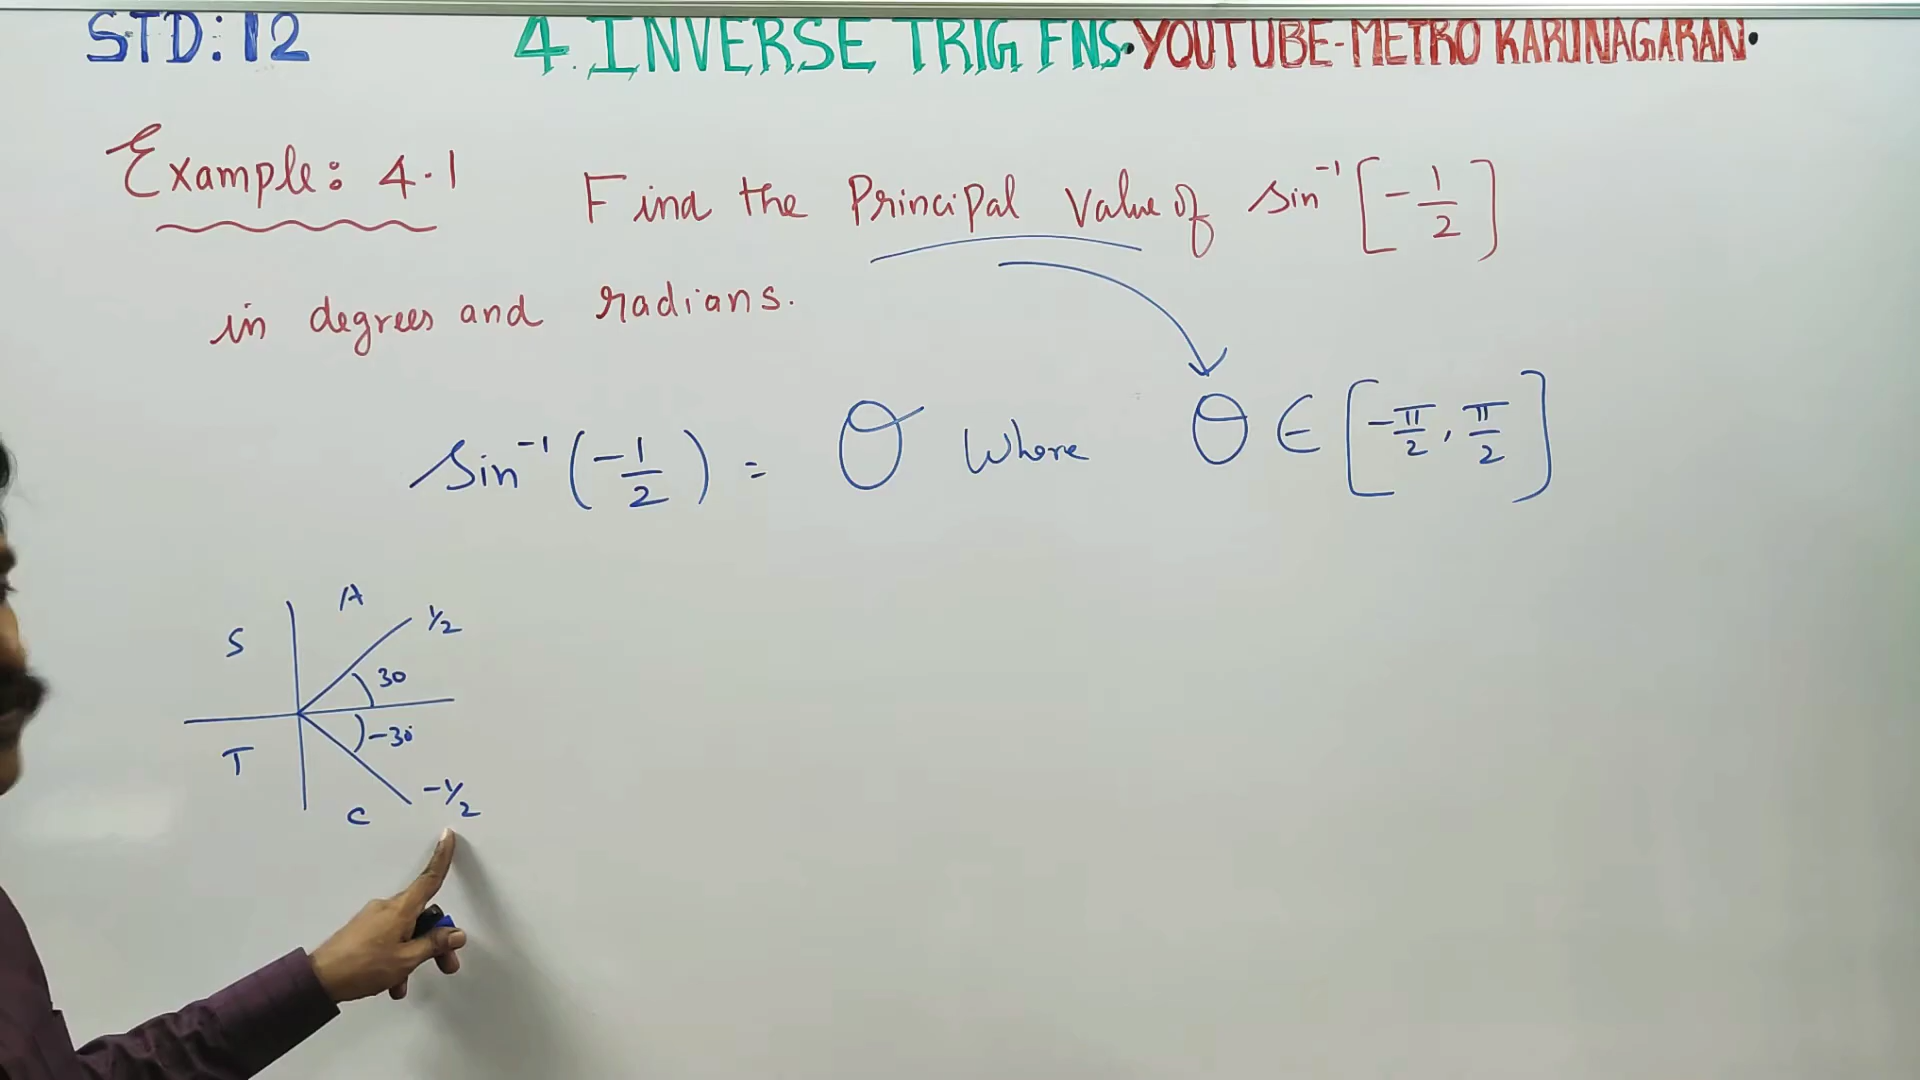 STD: 12 4. INVERSE TRIG FNS. YOUTUBE-METRO KARUNAGARAN.
Example: 4.1 Find the Principal Value of sin⁻¹[-1/2]
in degrees and radians.
sin⁻¹(-1/2) = θ where θ ∈ [-π/2, π/2]
A
S 1/2
30
-30
T
-1/2
C